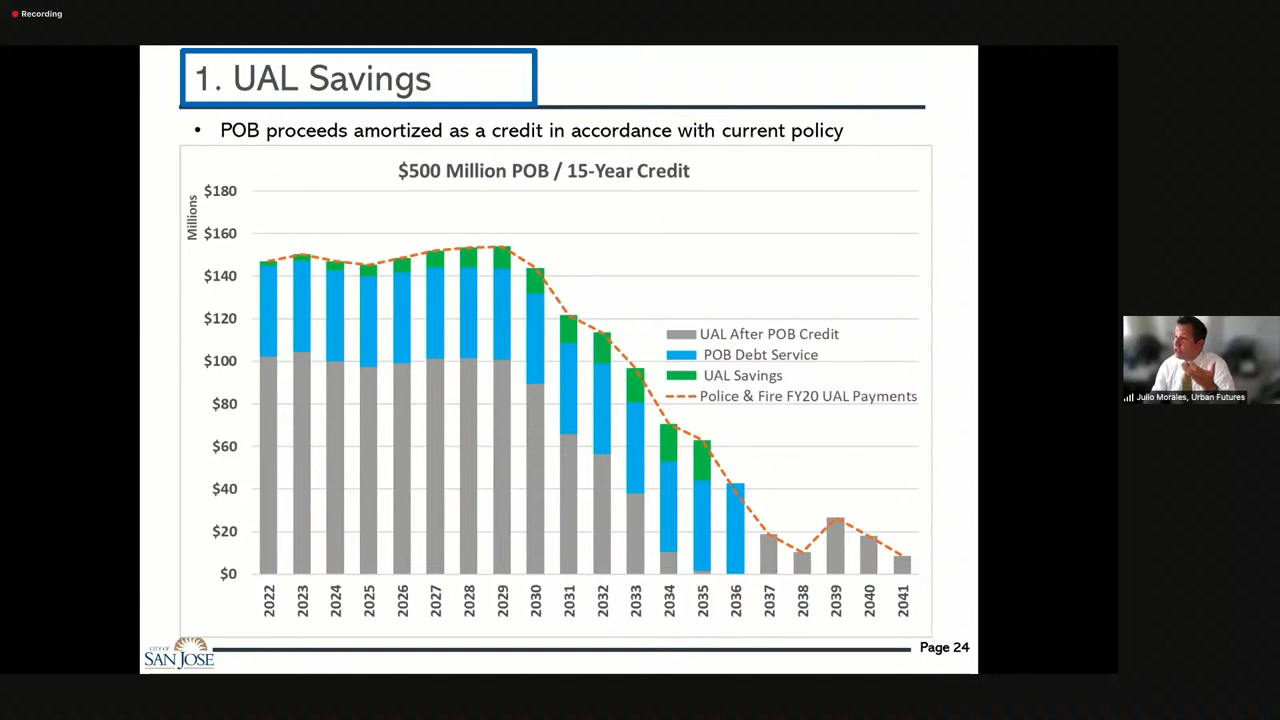 Recording
1. UAL Savings
• POB proceeds amortized as a credit in accordance with current policy
$500 Million POB / 15-Year Credit
Millions
$180
$160
$140
$120
$100
$80
$60
$40
$20
$0
UAL After POB Credit
POB Debt Service
UAL Savings
Police & Fire FY20 UAL Payments
2022 2023 2024 2025 2026 2027 2028 2029 2030 2031 2032 2033 2034 2035 2036 2037 2038 2039 2040 2041
CITY OF
SAN JOSE
Page 24
Julio Morales, Urban Futures